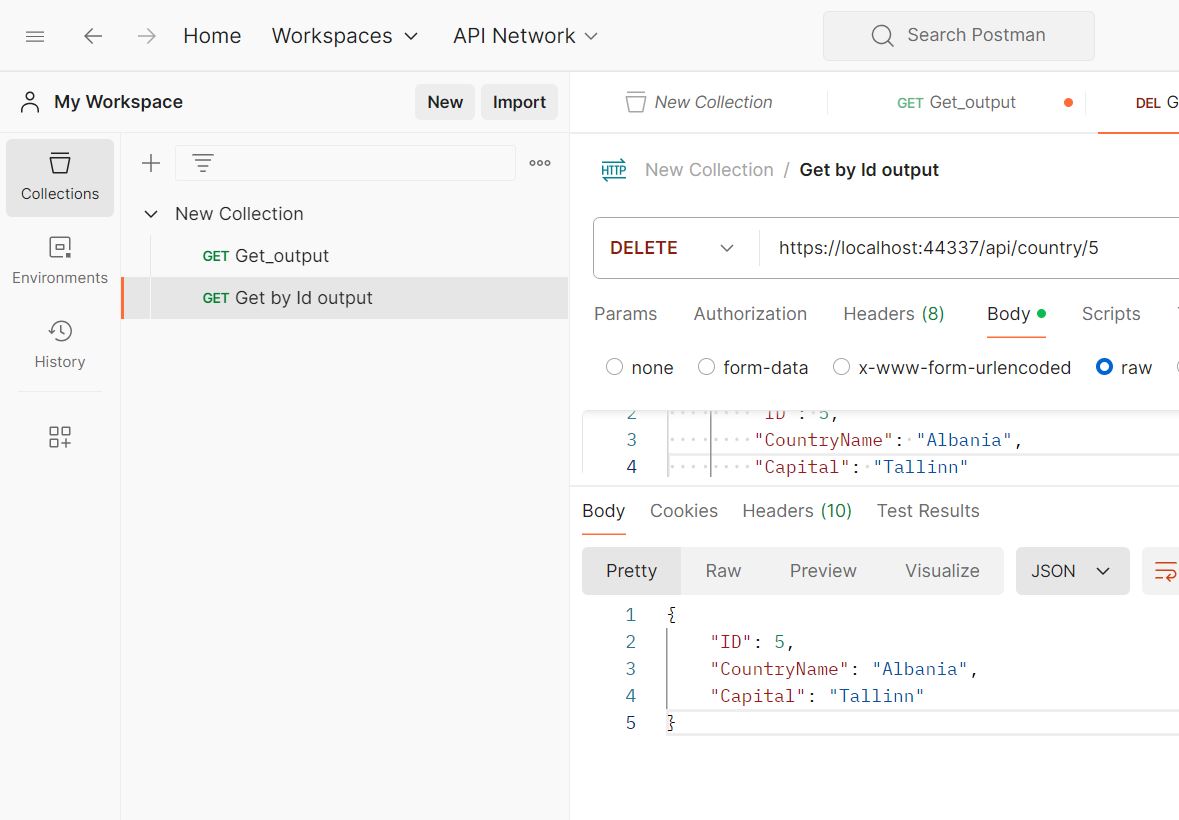 Home Workspaces API Network Search Postman
My Workspace New Import
New Collection GET Get_output DEL G
Collections
Environments
History
New Collection
GET Get_output
GET Get by Id output
HTTP New Collection / Get by Id output
DELETE https://localhost:44337/api/country/5
Params Authorization Headers (8) Body Scripts
none form-data x-www-form-urlencoded raw
2 "ID": 5,
3 "CountryName": "Albania",
4 "Capital": "Tallinn"
Body Cookies Headers (10) Test Results
Pretty Raw Preview Visualize JSON
1 {
2 "ID": 5,
3 "CountryName": "Albania",
4 "Capital": "Tallinn"
5 }